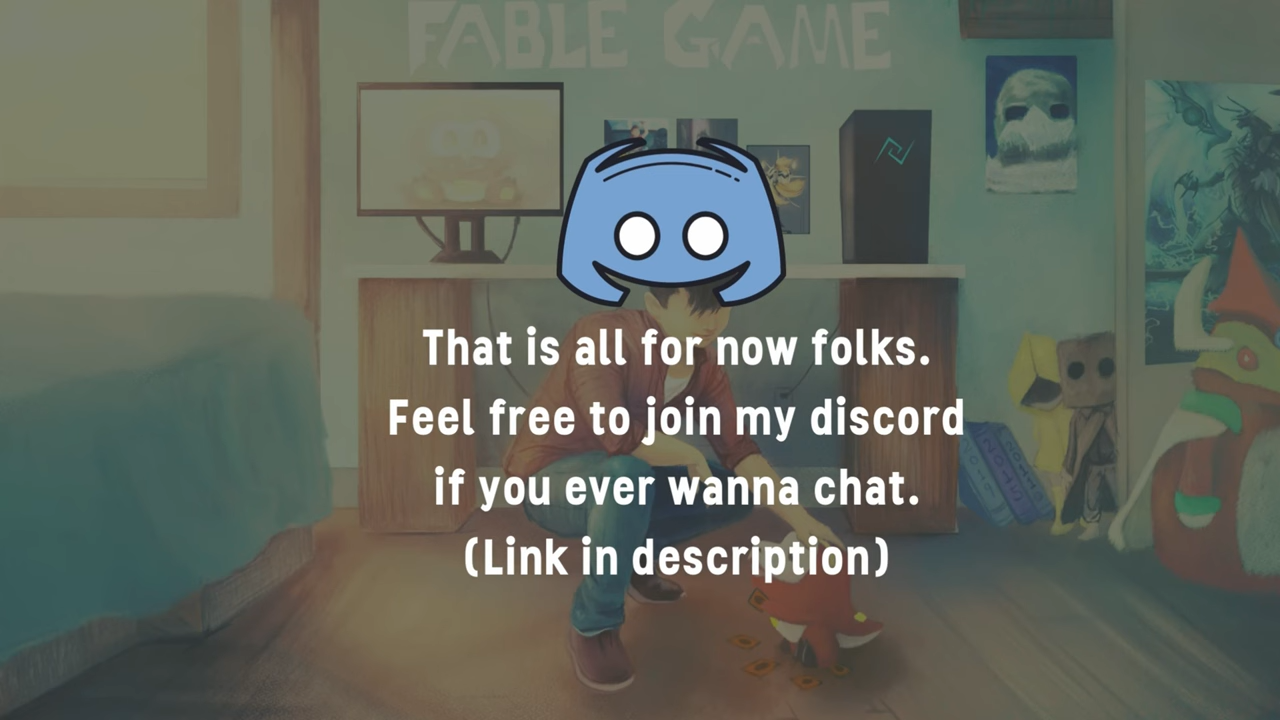 FABLE GAME
That is all for now folks.
Feel free to join my discord
if you ever wanna chat.
(Link in description)